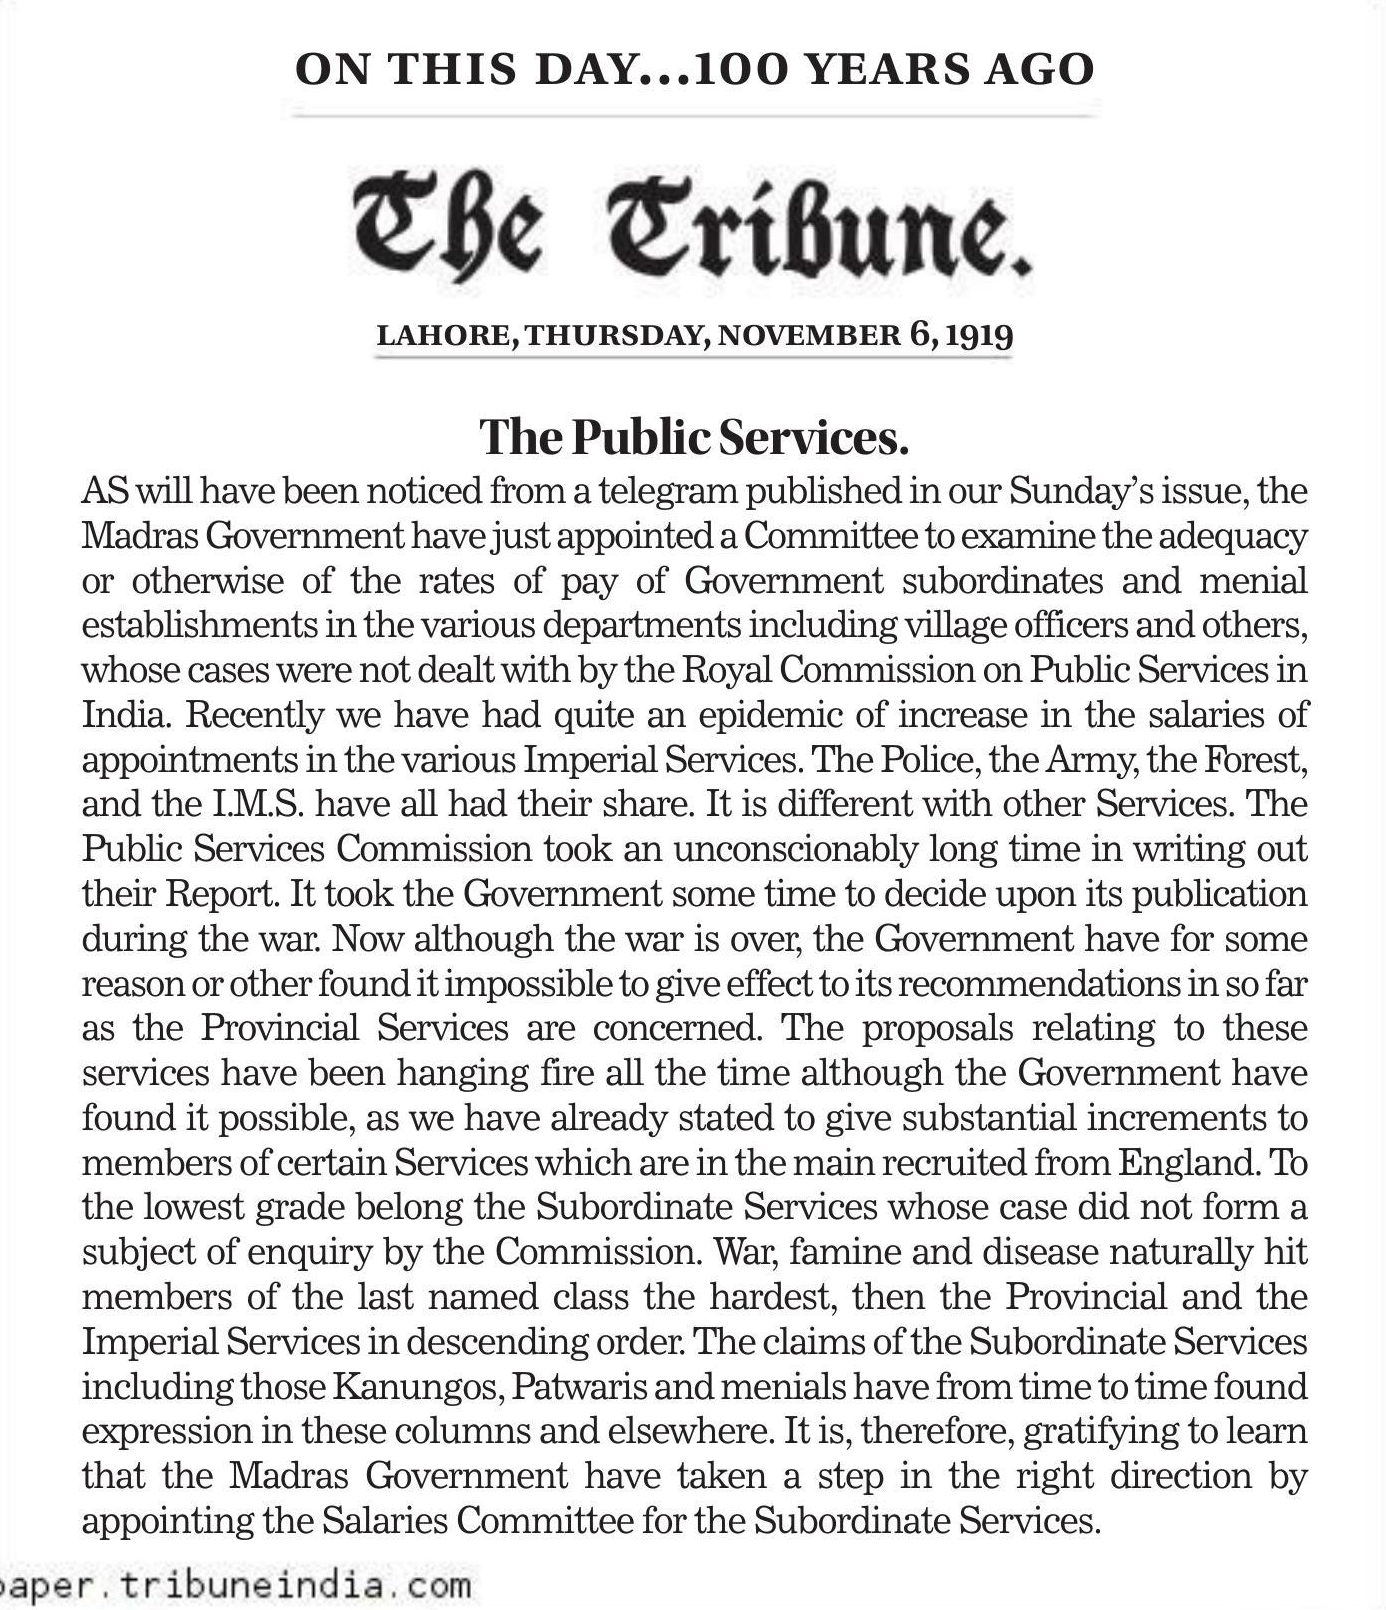 ON THIS DAY...100 YEARS AGO
The Tribune.
LAHORE, THURSDAY, NOVEMBER 6, 1919
The Public Services.
AS will have been noticed from a telegram published in our Sunday’s issue, the
Madras Government have just appointed a Committee to examine the adequacy
or otherwise of the rates of pay of Government subordinates and menial
establishments in the various departments including village officers and others,
whose cases were not dealt with by the Royal Commission on Public Services in
India. Recently we have had quite an epidemic of increase in the salaries of
appointments in the various Imperial Services. The Police, the Army, the Forest,
and the I.M.S. have all had their share. It is different with other Services. The
Public Services Commission took an unconscionably long time in writing out
their Report. It took the Government some time to decide upon its publication
during the war. Now although the war is over, the Government have for some
reason or other found it impossible to give effect to its recommendations in so far
as the Provincial Services are concerned. The proposals relating to these
services have been hanging fire all the time although the Government have
found it possible, as we have already stated to give substantial increments to
members of certain Services which are in the main recruited from England. To
the lowest grade belong the Subordinate Services whose case did not form a
subject of enquiry by the Commission. War, famine and disease naturally hit
members of the last named class the hardest, then the Provincial and the
Imperial Services in descending order. The claims of the Subordinate Services
including those Kanungos, Patwaris and menials have from time to time found
expression in these columns and elsewhere. It is, therefore, gratifying to learn
that the Madras Government have taken a step in the right direction by
appointing the Salaries Committee for the Subordinate Services.
paper.tribuneindia.com